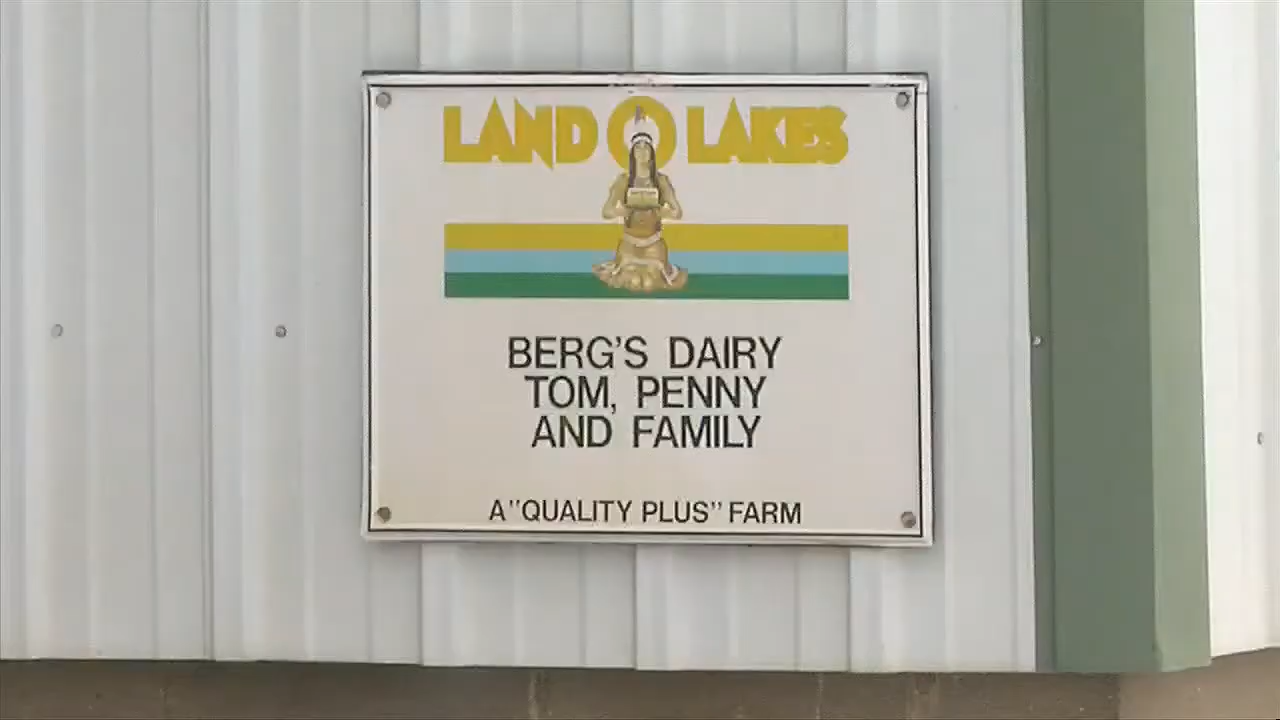 LAND O LAKES
BERG'S DAIRY
TOM, PENNY
AND FAMILY
A "QUALITY PLUS" FARM